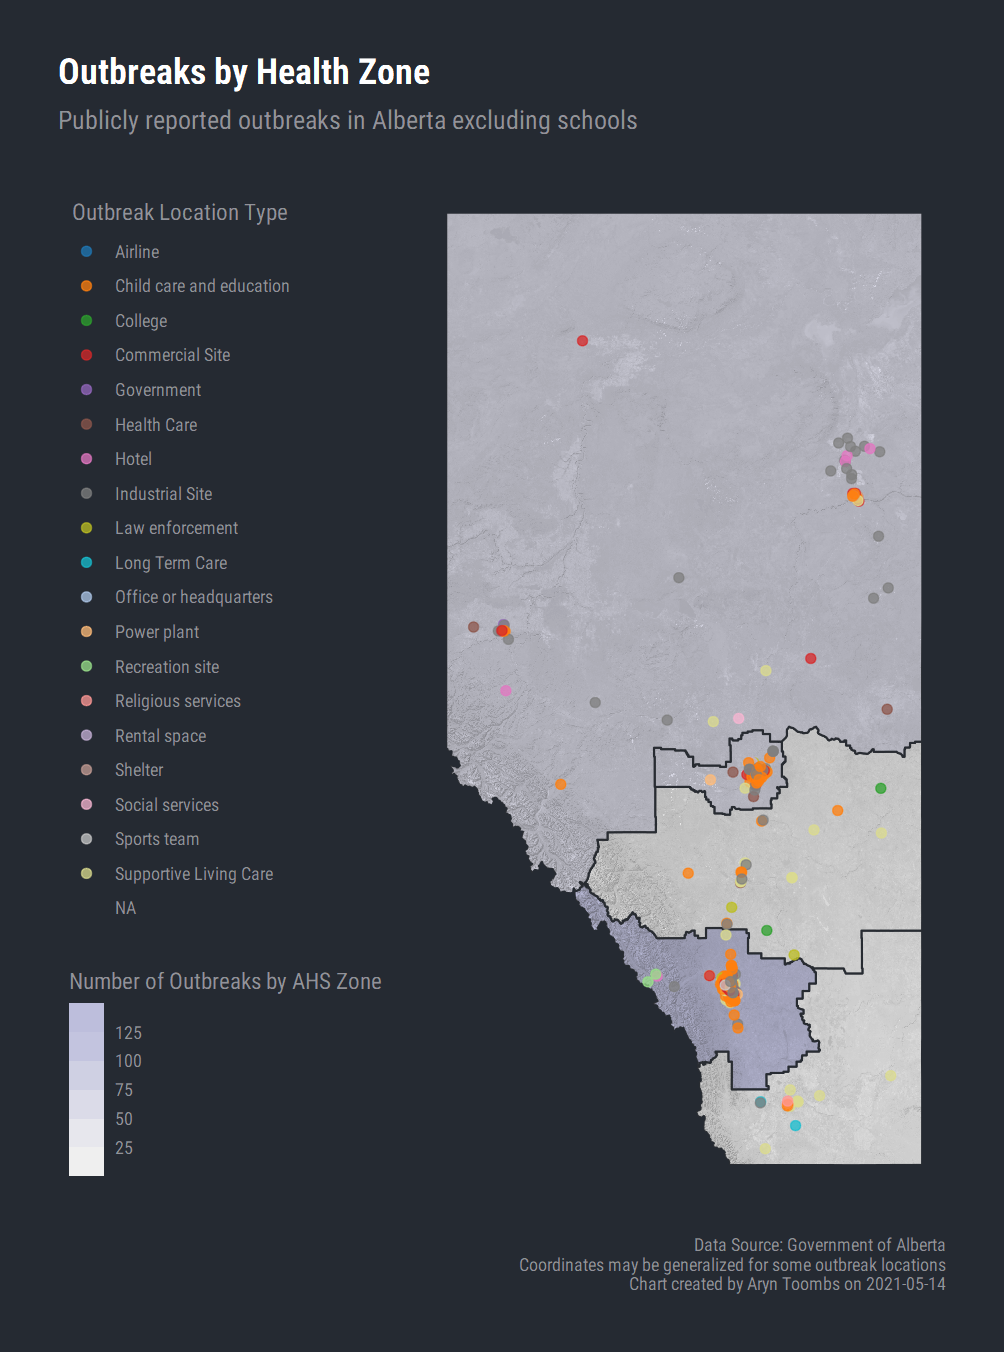 Outbreaks by Health Zone
Publicly reported outbreaks in Alberta excluding schools
Outbreak Location Type
Airline
Child care and education
College
Commercial Site
Government
Health Care
Hotel
Industrial Site
Law enforcement
Long Term Care
Office or headquarters
Power plant
Recreation site
Religious services
Rental space
Shelter
Social services
Sports team
Supportive Living Care
NA
Number of Outbreaks by AHS Zone
125
100
75
50
25
Data Source: Government of Alberta
Coordinates may be generalized for some outbreak locations
Chart created by Aryn Toombs on 2021-05-14